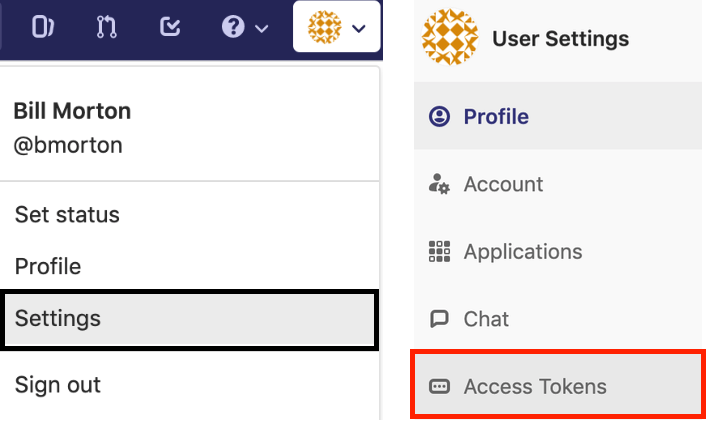 Bill Morton
@bmorton
Set status
Profile
Settings
Sign out
User Settings
Profile
Account
Applications
Chat
Access Tokens